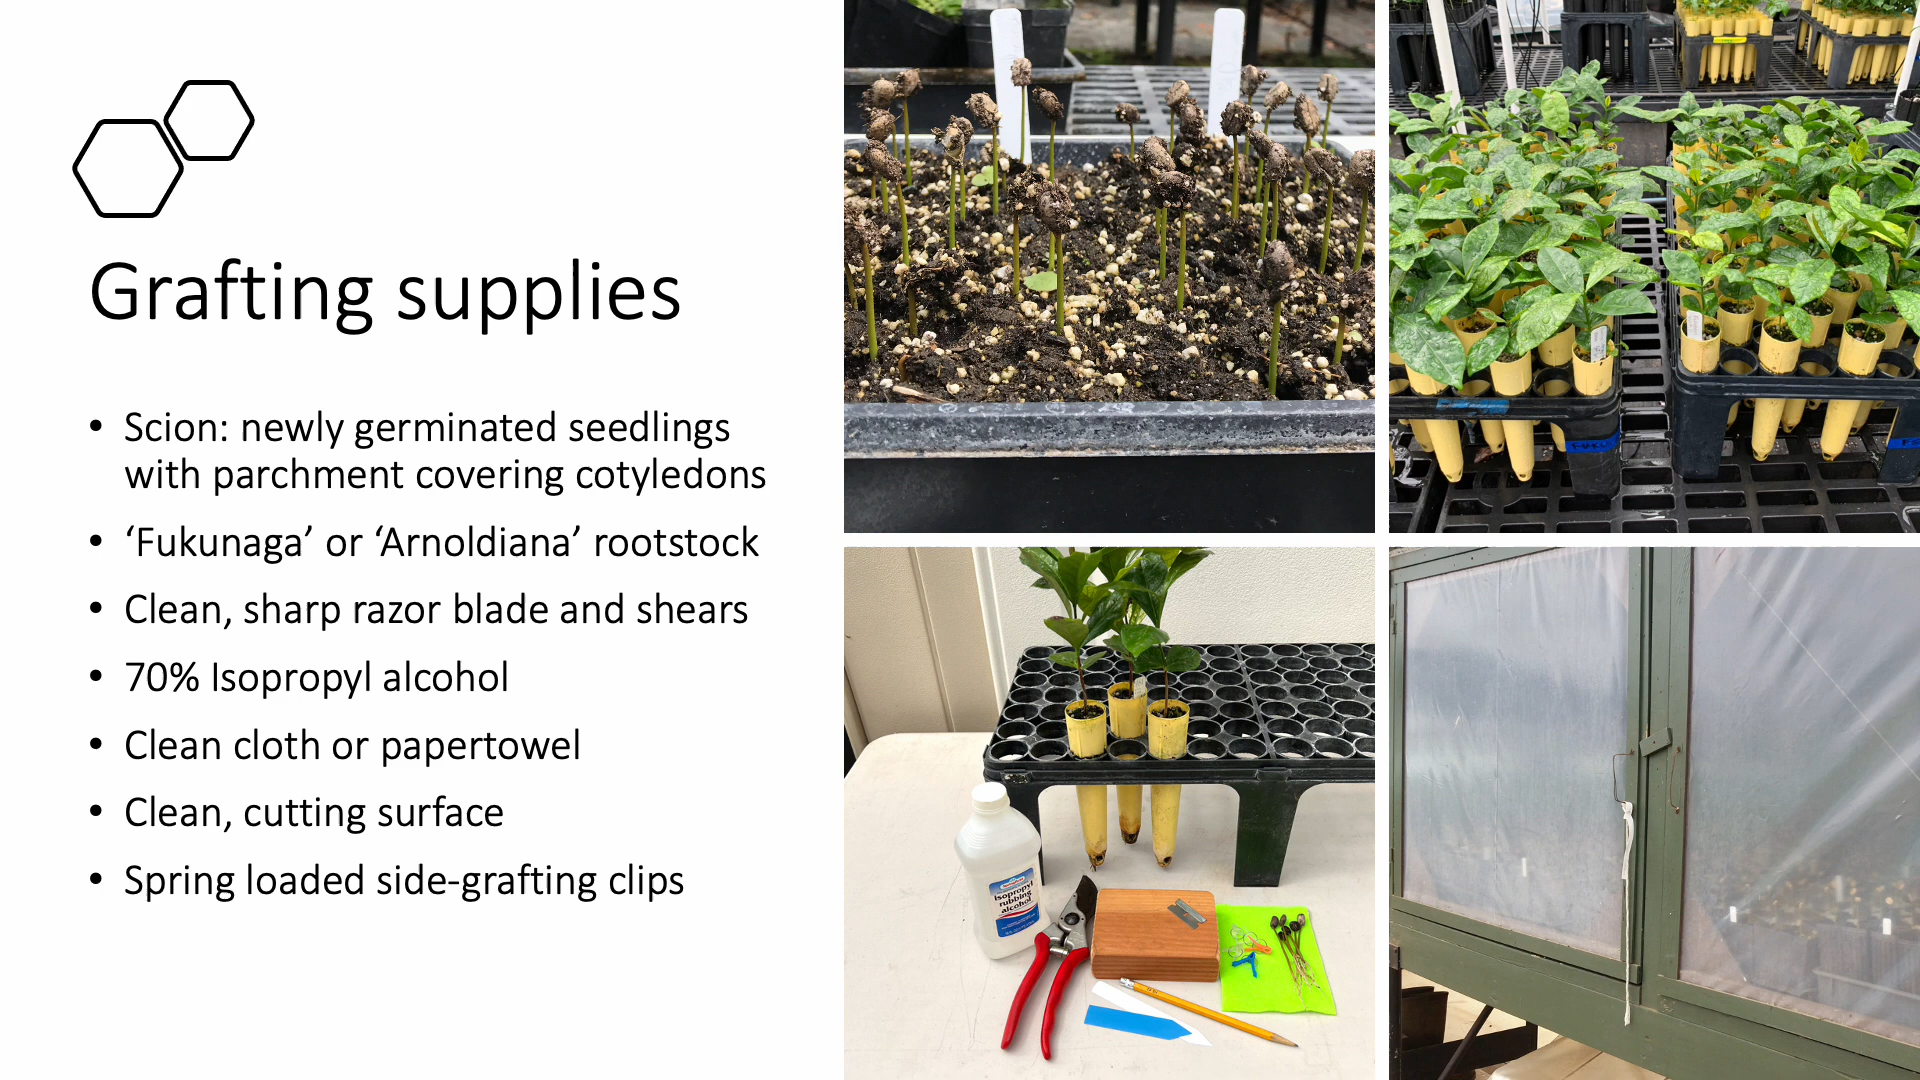 Grafting supplies
• Scion: newly germinated seedlings
with parchment covering cotyledons
• ‘Fukunaga’ or ‘Arnoldiana’ rootstock
• Clean, sharp razor blade and shears
• 70% Isopropyl alcohol
• Clean cloth or papertowel
• Clean, cutting surface
• Spring loaded side-grafting clips
isopropyl
rubbing
alcohol